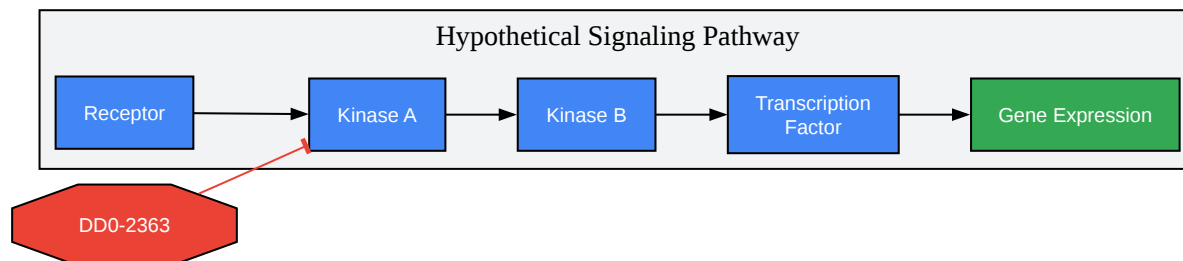 Hypothetical Signaling Pathway
Receptor
Kinase A
Kinase B
Transcription
Factor
Gene Expression
DD0-2363